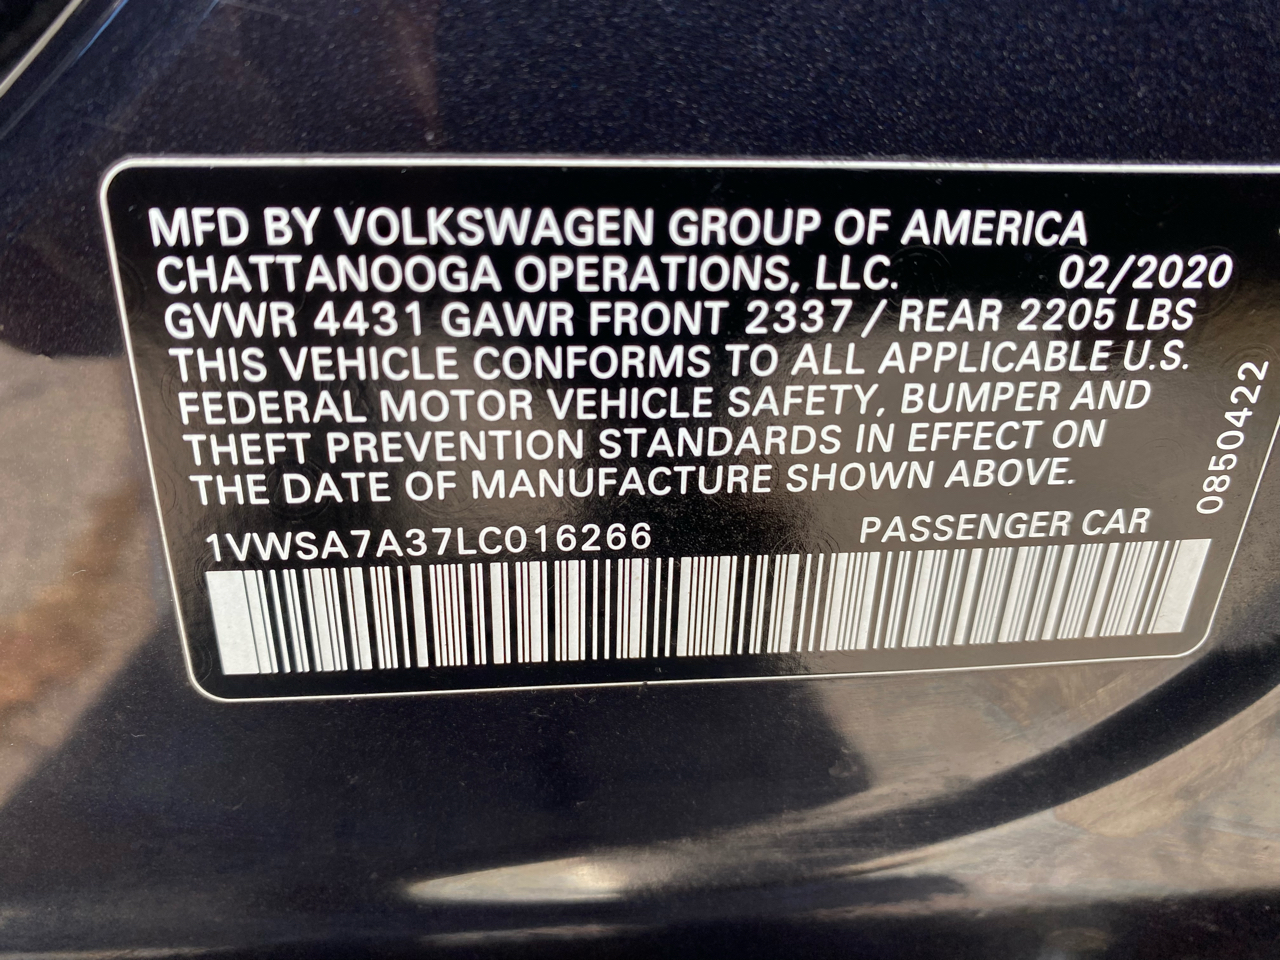 MFD BY VOLKSWAGEN GROUP OF AMERICA
CHATTANOOGA OPERATIONS, LLC. 02/2020
GVWR 4431 GAWR FRONT 2337 / REAR 2205 LBS
THIS VEHICLE CONFORMS TO ALL APPLICABLE U.S.
FEDERAL MOTOR VEHICLE SAFETY, BUMPER AND
THEFT PREVENTION STANDARDS IN EFFECT ON
THE DATE OF MANUFACTURE SHOWN ABOVE.
1VWSA7A37LC016266 PASSENGER CAR
0850422